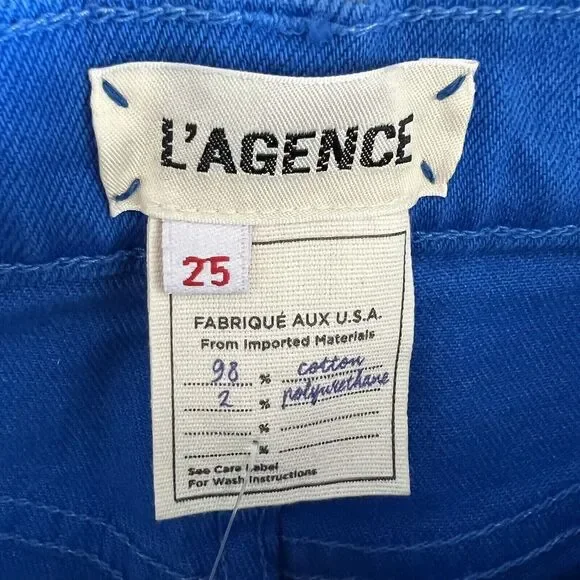 L'AGENCE
25
FABRIQUÉ AUX U.S.A.
From Imported Materials
98 % cotton
2 % polyurethane
%
%
See Care Label
For Wash Instructions